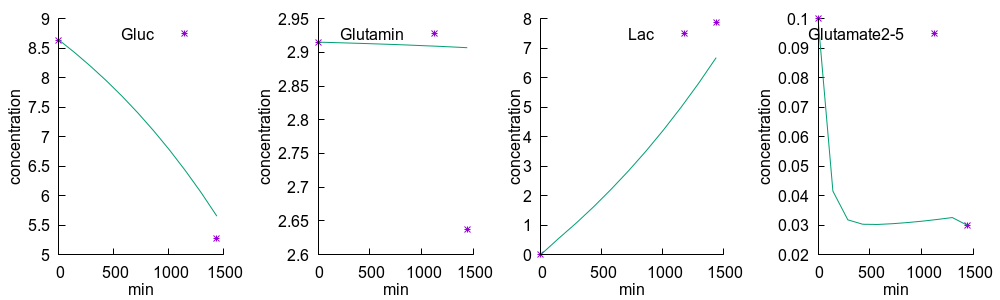 9
8.5
8
7.5
7
6.5
6
5.5
5
concentration
Gluc
0 500 1000 1500
min
2.95
2.9
2.85
2.8
2.75
2.7
2.65
2.6
concentration
Glutamin
0 500 1000 1500
min
8
7
6
5
4
3
2
1
0
concentration
Lac
0 500 1000 1500
min
0.1
0.09
0.08
0.07
0.06
0.05
0.04
0.03
0.02
concentration
Glutamate2-5
0 500 1000 1500
min